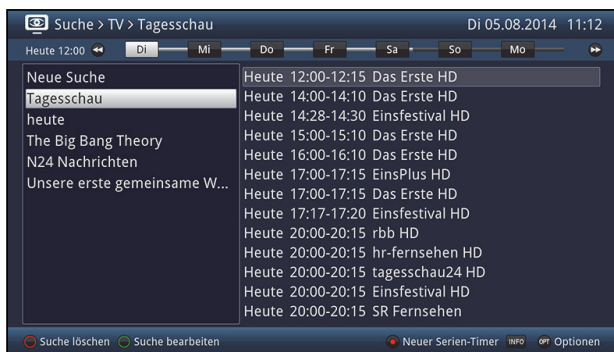 Suche > TV > Tagesschau Di 05.08.2014 11:12
Heute 12:00 Di Mi Do Fr Sa So Mo
Neue Suche
Tagesschau
heute
The Big Bang Theory
N24 Nachrichten
Unsere erste gemeinsame W...
Heute 12:00-12:15 Das Erste HD
Heute 14:00-14:10 Das Erste HD
Heute 14:28-14:30 Einsfestival HD
Heute 15:00-15:10 Das Erste HD
Heute 16:00-16:10 Das Erste HD
Heute 17:00-17:15 EinsPlus HD
Heute 17:00-17:15 Das Erste HD
Heute 17:17-17:20 Einsfestival HD
Heute 20:00-20:15 rbb HD
Heute 20:00-20:15 hr-fernsehen HD
Heute 20:00-20:15 tagesschau24 HD
Heute 20:00-20:15 Einsfestival HD
Heute 20:00-20:15 SR Fernsehen
Suche löschen Suche bearbeiten Neuer Serien-Timer INFO OPT Optionen